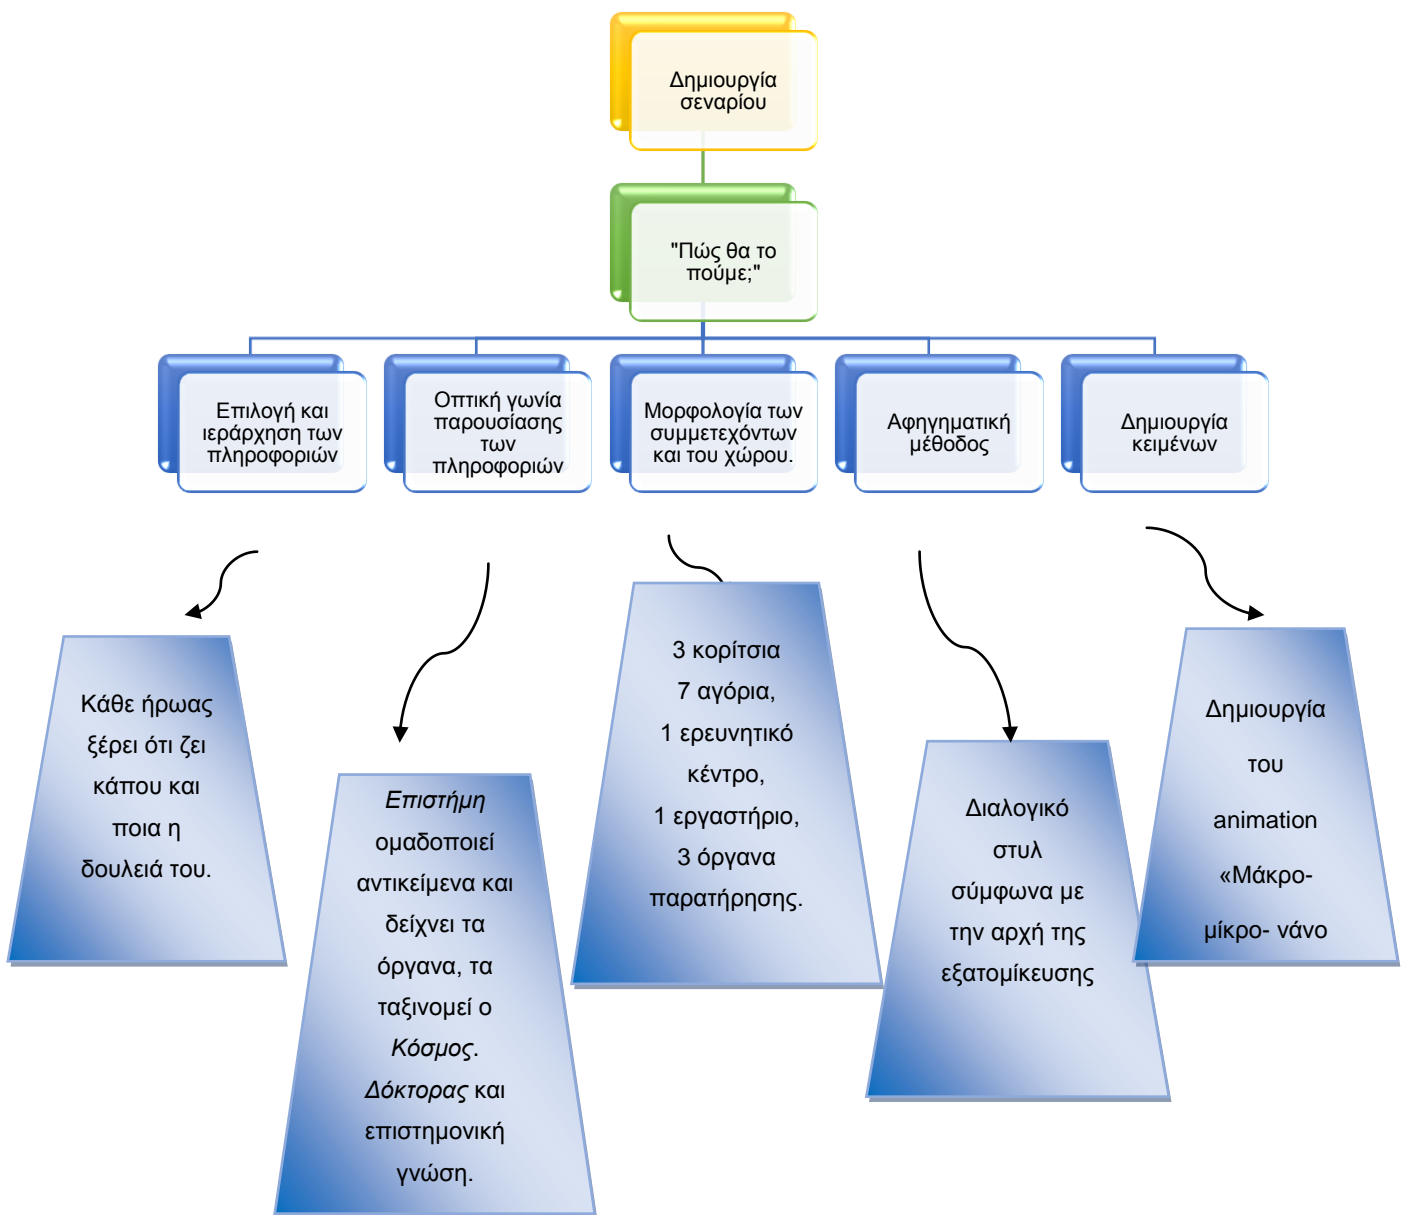 Δημιουργία
σεναρίου
"Πώς θα το
πούμε;"
Επιλογή και
ιεράρχηση των
πληροφοριών
Οπτική γωνία
παρουσίασης
των
πληροφοριών
Μορφολογία των
συμμετεχόντων
και του χώρου.
Αφηγηματική
μέθοδος
Δημιουργία
κειμένων
Κάθε ήρωας
ξέρει ότι ζει
κάπου και
ποια η
δουλειά του.
Επιστήμη
ομαδοποιεί
αντικείμενα και
δείχνει τα
όργανα, τα
ταξινομεί ο
Κόσμος.
Δόκτορας και
επιστημονική
γνώση.
3 κορίτσια
7 αγόρια,
1 ερευνητικό
κέντρο,
1 εργαστήριο,
3 όργανα
παρατήρησης.
Διαλογικό
στυλ
σύμφωνα με
την αρχή της
εξατομίκευσης
Δημιουργία
του
animation
«Μάκρο-
μίκρο- νάνο